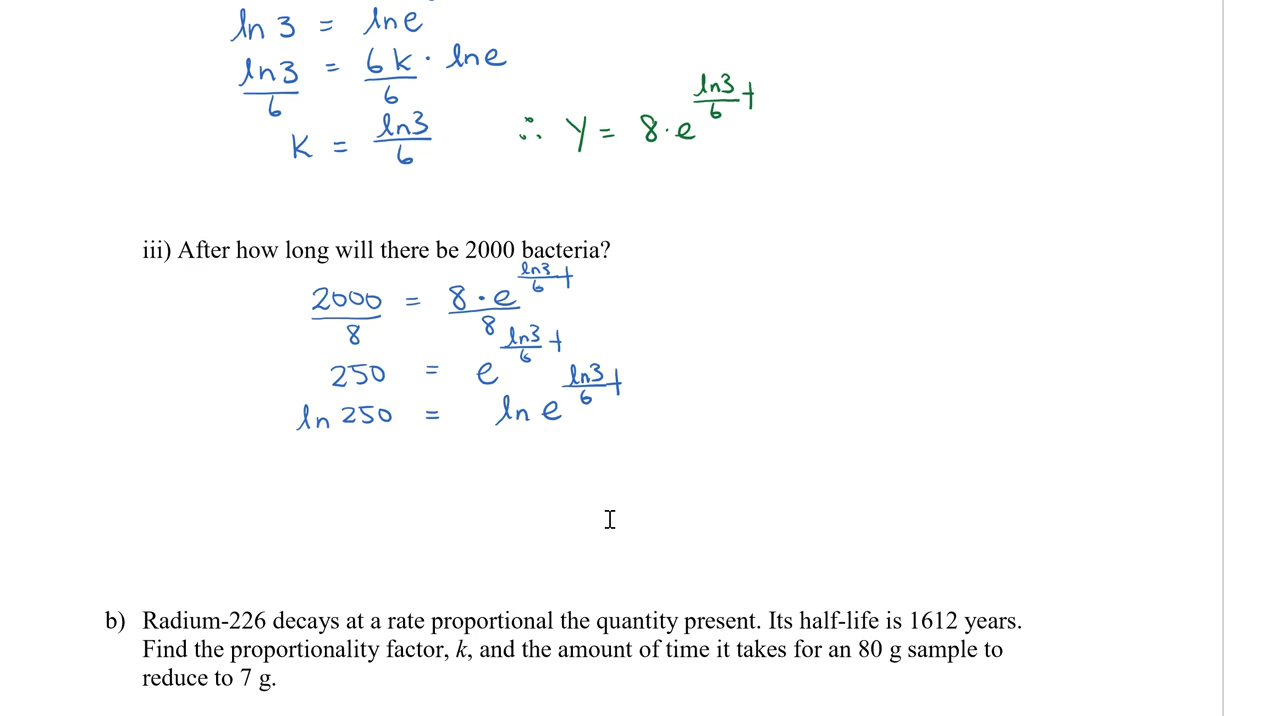 ln 3 = ln e
ln3/6 = 6k/6 · ln e
k = ln3/6 ∴ y = 8·e^(ln3/6 t)
iii) After how long will there be 2000 bacteria?
2000/8 = 8·e^(ln3/6 t)/8
250 = e^(ln3/6 t)
ln 250 = ln e^(ln3/6 t)
b) Radium-226 decays at a rate proportional the quantity present. Its half-life is 1612 years.
Find the proportionality factor, k, and the amount of time it takes for an 80 g sample to
reduce to 7 g.